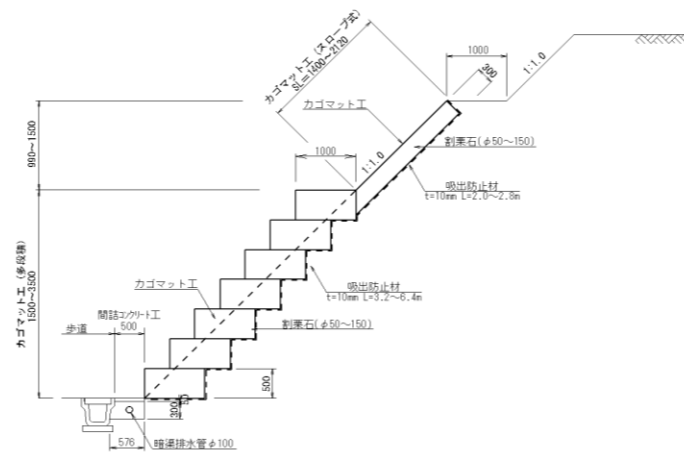 カゴマット工（スロープ式）
SL＝1400〜2120
1000
300
1:1.0
カゴマット工
割栗石(φ50〜150)
990〜1500
1000
1:1.0
吸出防止材
t=10mm L=2.0〜2.8m
カゴマット工（多段積）
1500〜3500
カゴマット工
吸出防止材
t=10mm L=3.2〜6.4m
間詰コンクリート工
歩道
500
割栗石(φ50〜150)
500
300
50
576
暗渠排水管φ100